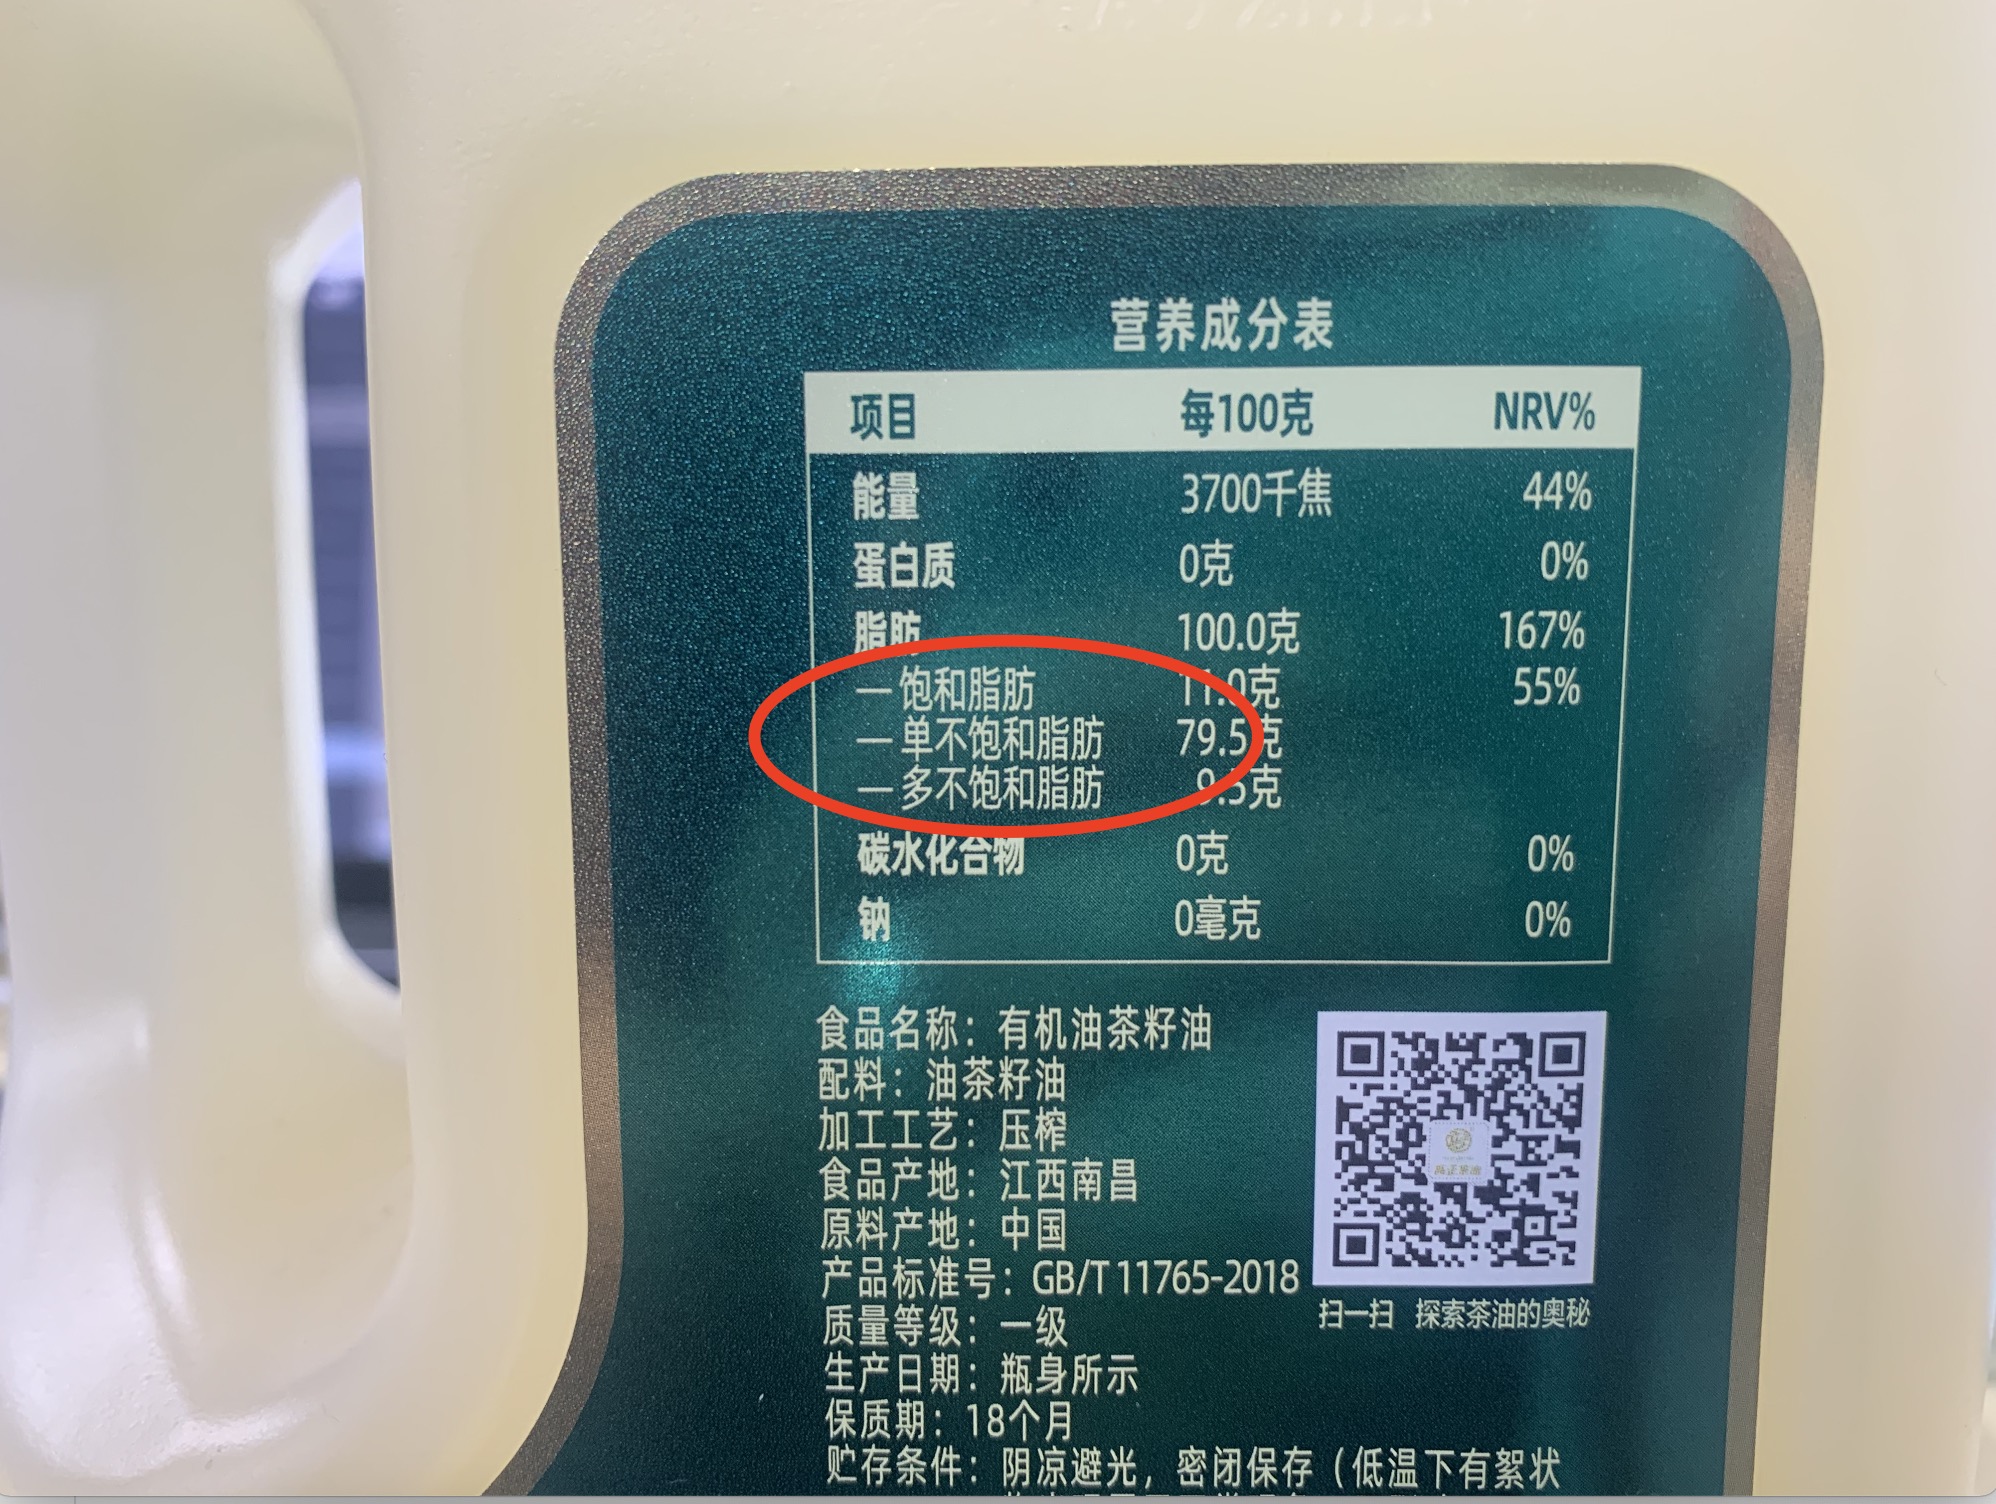 营养成分表
项目 每100克 NRV%
能量 3700千焦 44%
蛋白质 0克 0%
脂肪 100.0克 167%
— 饱和脂肪 11.0克 55%
— 单不饱和脂肪 79.5克
— 多不饱和脂肪 9.5克
碳水化合物 0克 0%
钠 0毫克 0%
食品名称：有机油茶籽油
配料：油茶籽油
加工工艺：压榨
食品产地：江西南昌
原料产地：中国
产品标准号：GB/T 11765-2018
质量等级：一级
生产日期：瓶身所示
保质期：18个月
贮存条件：阴凉避光，密闭保存（低温下有絮状
扫一扫 探索茶油的奥秘